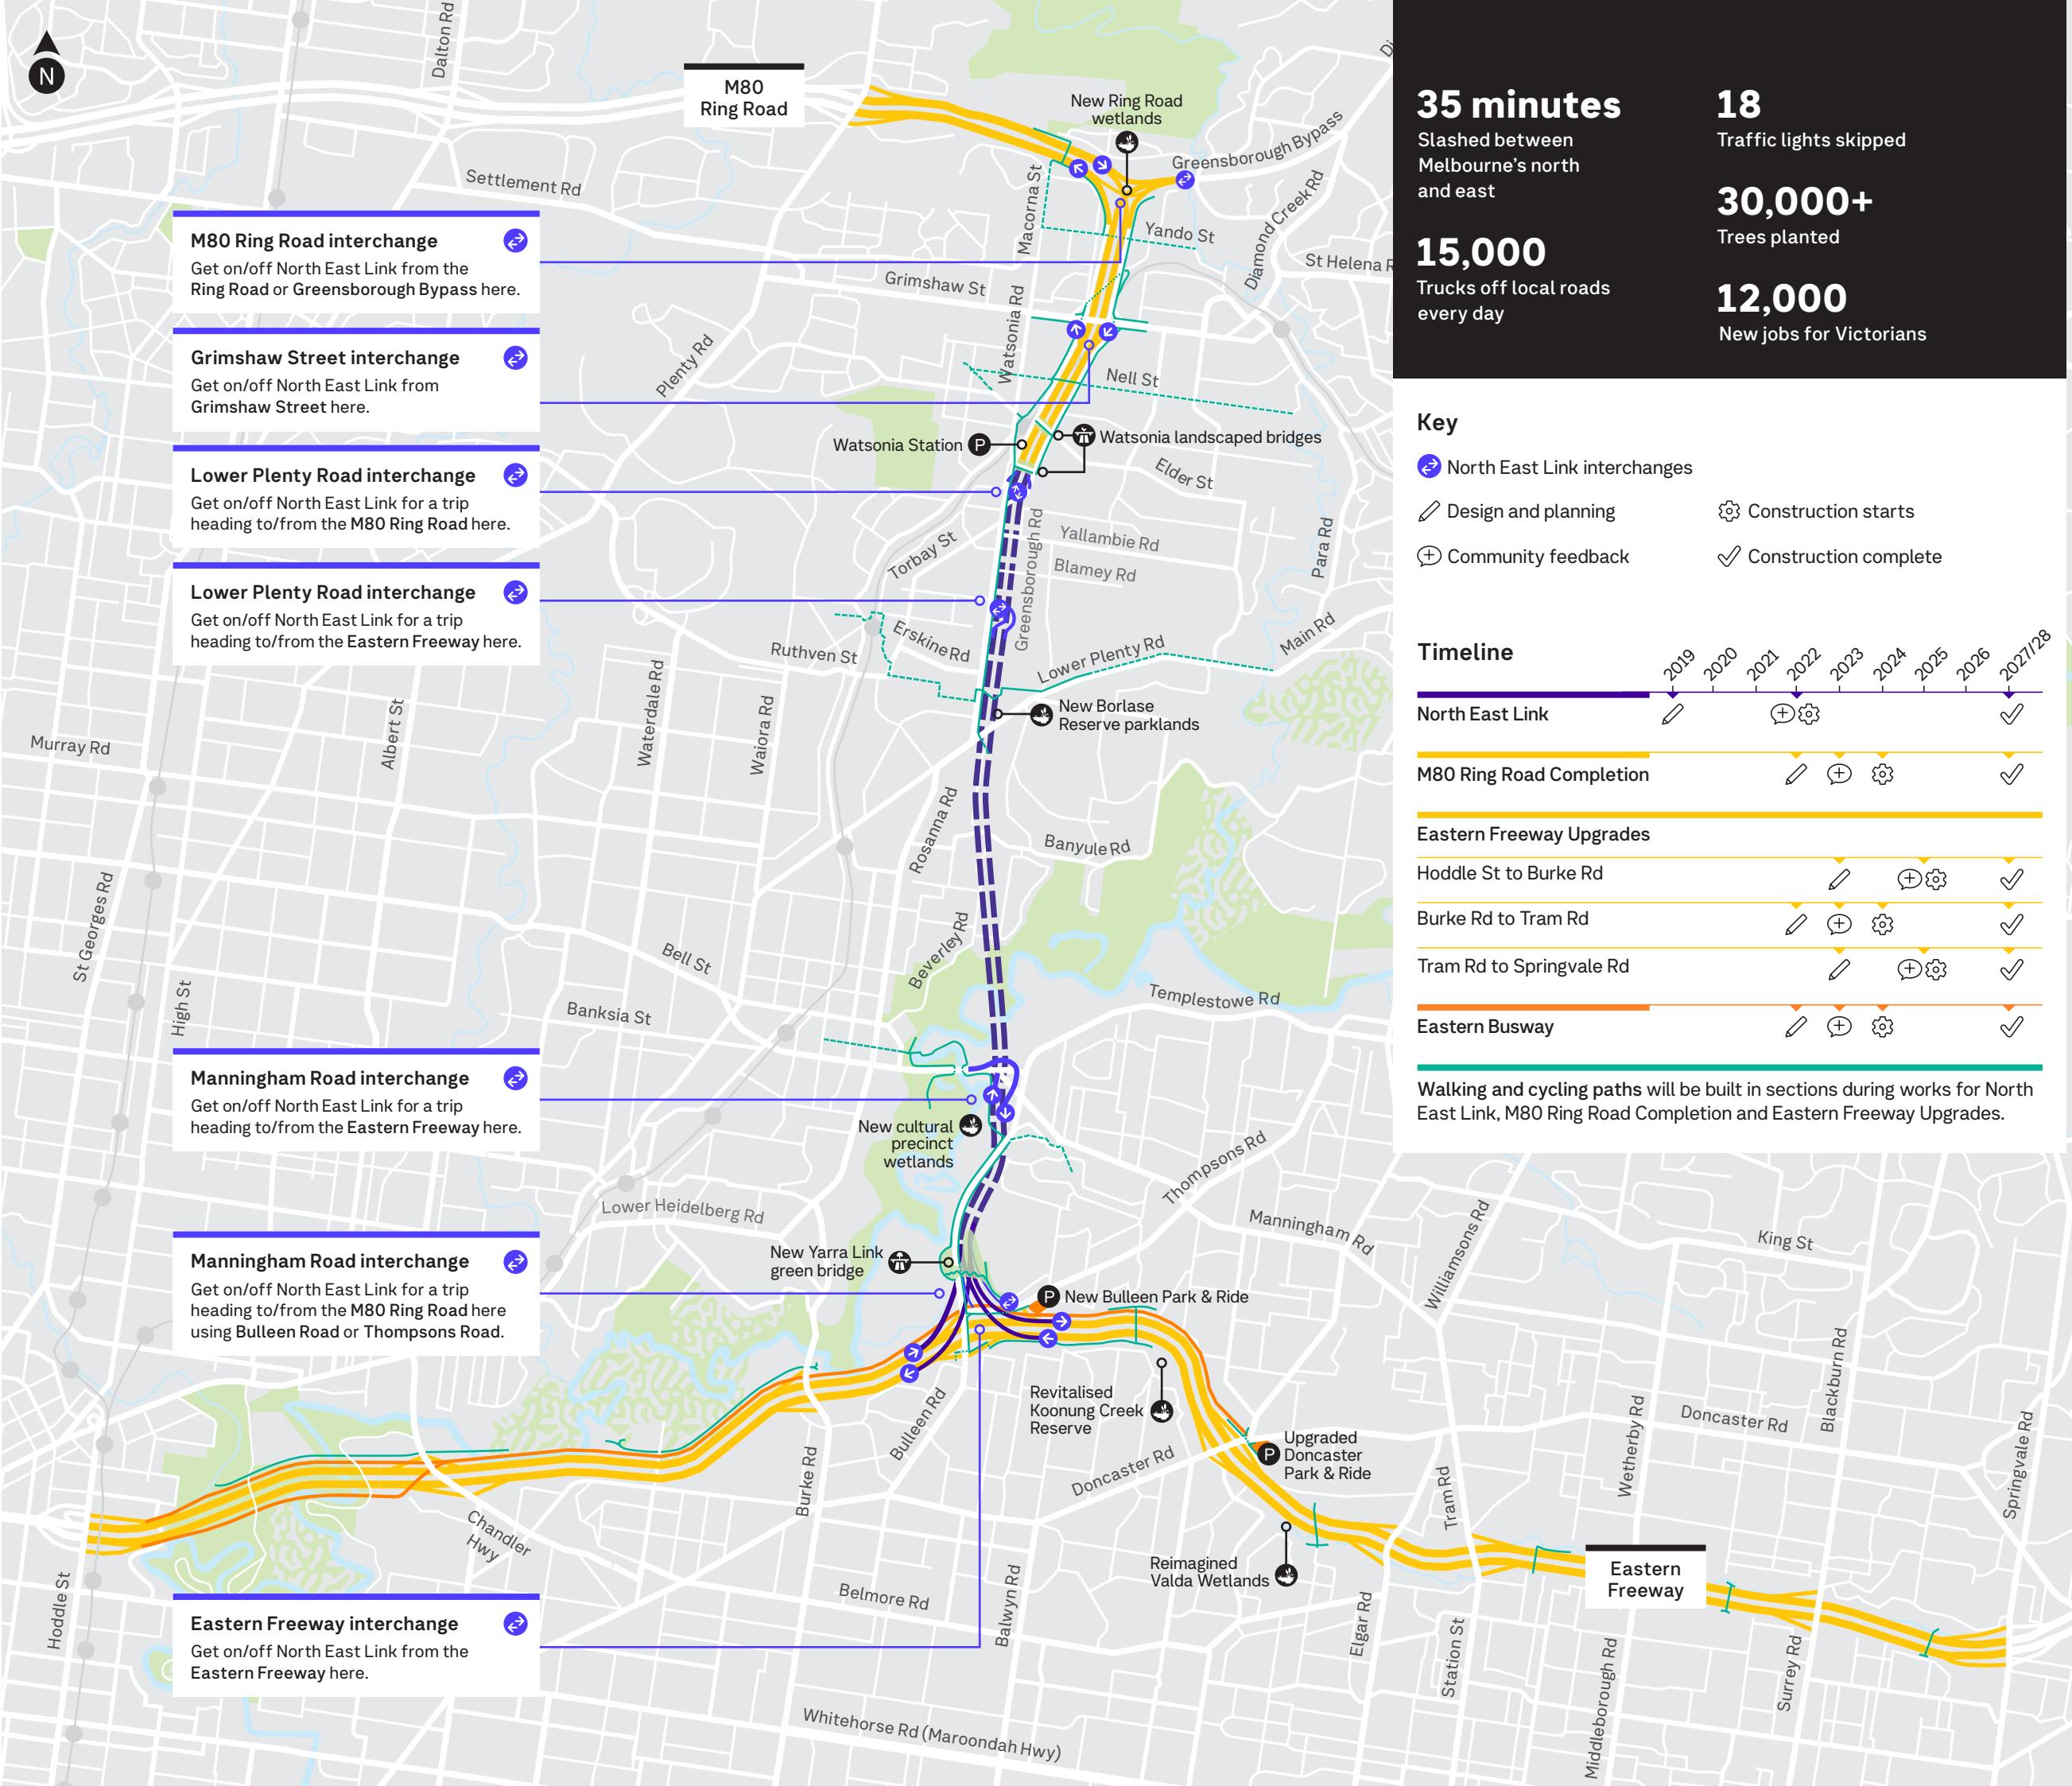 N
Dalton Rd
M80
Ring Road
New Ring Road
wetlands
Greensborough Bypass
Settlement Rd
Macorna St
Yando St
Diamond Creek Rd
St Helena R
Grimshaw St
Watsonia Rd
Plenty Rd
Nell St
M80 Ring Road interchange
Get on/off North East Link from the
Ring Road or Greensborough Bypass here.
Grimshaw Street interchange
Get on/off North East Link from
Grimshaw Street here.
Lower Plenty Road interchange
Get on/off North East Link for a trip
heading to/from the M80 Ring Road here.
Lower Plenty Road interchange
Get on/off North East Link for a trip
heading to/from the Eastern Freeway here.
Watsonia Station
P
Watsonia landscaped bridges
Elder St
Greensborough Rd
Yallambie Rd
Blamey Rd
Torbay St
Para Rd
Erskine Rd
Ruthven St
Lower Plenty Rd
Main Rd
New Borlase
Reserve parklands
Murray Rd
Albert St
Waterdale Rd
Waiora Rd
Rosanna Rd
Banyule Rd
St Georges Rd
High St
Bell St
Beverley Rd
Banksia St
Templestowe Rd
Manningham Road interchange
Get on/off North East Link for a trip
heading to/from the Eastern Freeway here.
New cultural
precinct
wetlands
Thompsons Rd
Lower Heidelberg Rd
Manningham Rd
Williamsons Rd
King St
Manningham Road interchange
Get on/off North East Link for a trip
heading to/from the M80 Ring Road here
using Bulleen Road or Thompsons Road.
New Yarra Link
green bridge
P
New Bulleen Park & Ride
Bulleen Rd
Revitalised
Koonung Creek
Reserve
Doncaster Rd
P
Upgraded
Doncaster
Park & Ride
Blackburn Rd
Doncaster Rd
Wetherby Rd
Springvale Rd
Burke Rd
Tram Rd
Chandler
Hwy
Reimagined
Valda Wetlands
Eastern
Freeway
Hoddle St
Belmore Rd
Balwyn Rd
Elgar Rd
Station St
Middleborough Rd
Surrey Rd
Eastern Freeway interchange
Get on/off North East Link from the
Eastern Freeway here.
Whitehorse Rd (Maroondah Hwy)
35 minutes
Slashed between
Melbourne's north
and east
15,000
Trucks off local roads
every day
18
Traffic lights skipped
30,000+
Trees planted
12,000
New jobs for Victorians
Key
North East Link interchanges
Design and planning
Construction starts
Community feedback
Construction complete
Timeline
2019 2020 2021 2022 2023 2024 2025 2026 2027/28
North East Link
M80 Ring Road Completion
Eastern Freeway Upgrades
Hoddle St to Burke Rd
Burke Rd to Tram Rd
Tram Rd to Springvale Rd
Eastern Busway
Walking and cycling paths will be built in sections during works for North
East Link, M80 Ring Road Completion and Eastern Freeway Upgrades.